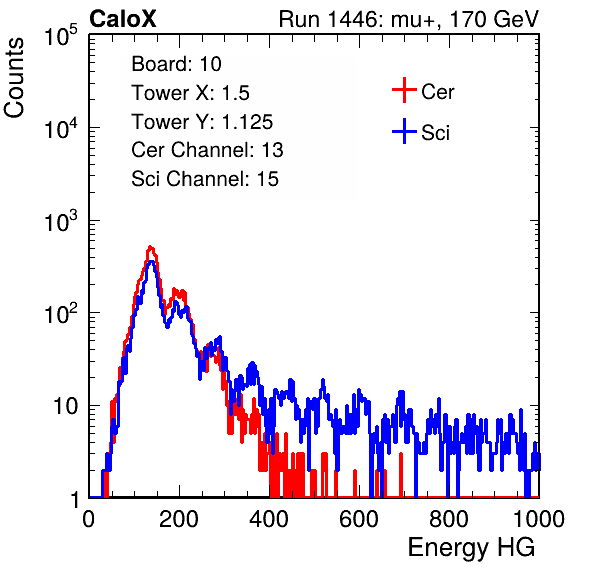 CaloX Run 1446: mu+, 170 GeV
Counts
Board: 10
Tower X: 1.5
Tower Y: 1.125
Cer Channel: 13
Sci Channel: 15
Cer
Sci
10^5
10^4
10^3
10^2
10
1
0 200 400 600 800 1000
Energy HG